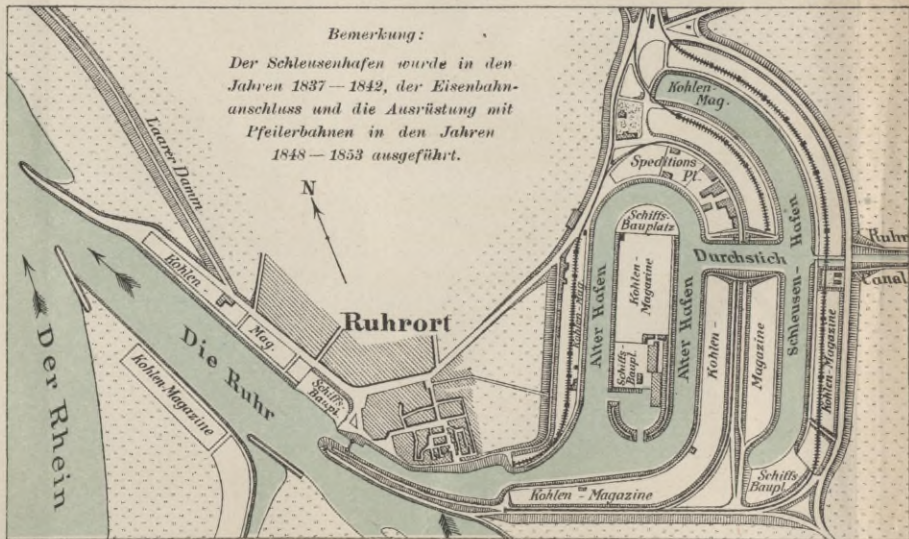 Bemerkung:
Der Schleusenhafen wurde in den
Jahren 1837 — 1842, der Eisenbahn-
anschluss und die Ausrüstung mit
Pfeilerbahnen in den Jahren
1848 — 1853 ausgeführt.
N
Laarer Damm
Kohlen-
Mag.
Speditions
Pl.
Schiffs-
Bauplatz
Durchstich
Hafen
Ruhr
Canal
Kohlen
Mag.
Schiffs-
Baupl.
Ruhrort
Die Ruhr
Der Rhein
Kohlen-Magazine
Kohlen-Mag.
Alter Hafen
Kohlen-
Magazine
Schiffs-
Baupl.
Alter Hafen
Kohlen -
Magazine
Schleusen-
Kohlen-Magazine
Schiffs-
Baupl.
Kohlen - Magazine